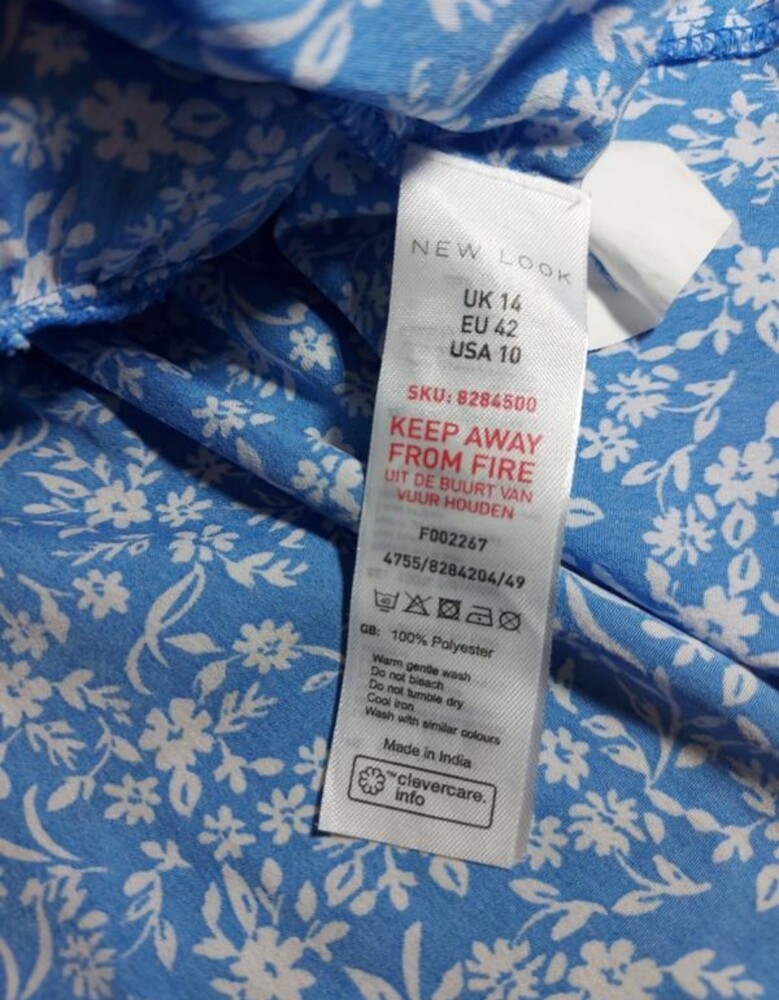 NEW LOOK
UK 14
EU 42
USA 10
SKU: 8284500
KEEP AWAY
FROM FIRE
UIT DE BUURT VAN
VUUR HOUDEN
F002267
4755/8284204/49
40
GB: 100% Polyester
Warm gentle wash
Do not bleach
Do not tumble dry
Cool iron
Wash with similar colours
Made in India
™clevercare.
info